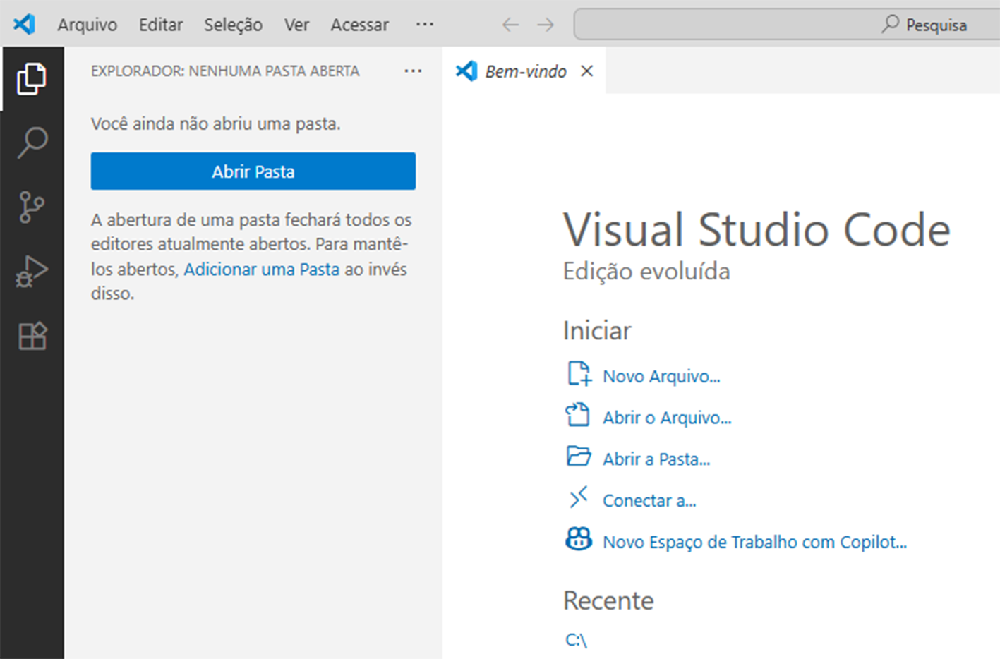 Arquivo Editar Seleção Ver Acessar ··· Pesquisa
EXPLORADOR: NENHUMA PASTA ABERTA ···
Bem-vindo
Você ainda não abriu uma pasta.
Abrir Pasta
A abertura de uma pasta fechará todos os
editores atualmente abertos. Para mantê-
los abertos, Adicionar uma Pasta ao invés
disso.
Visual Studio Code
Edição evoluída
Iniciar
Novo Arquivo...
Abrir o Arquivo...
Abrir a Pasta...
Conectar a...
Novo Espaço de Trabalho com Copilot...
Recente
C:\